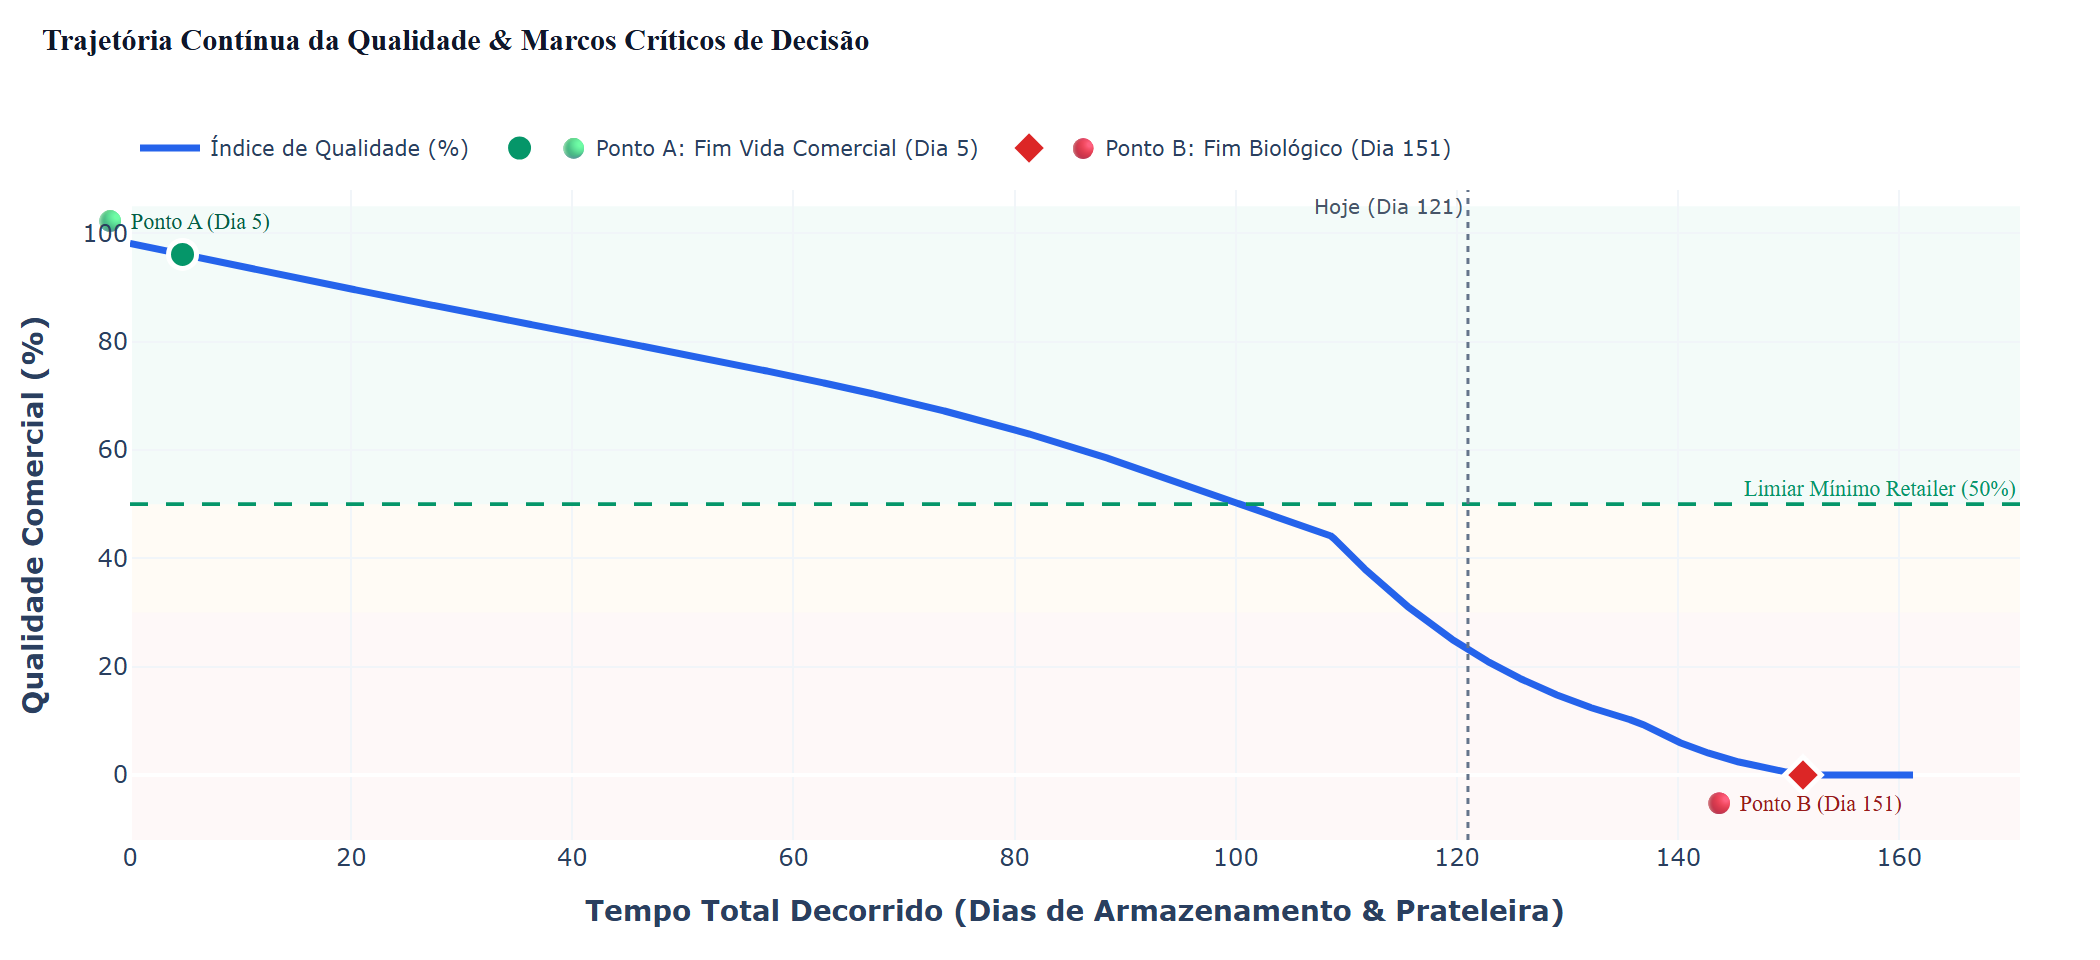 Trajetória Contínua da Qualidade & Marcos Críticos de Decisão
Índice de Qualidade (%)
Ponto A: Fim Vida Comercial (Dia 5)
Ponto B: Fim Biológico (Dia 151)
Hoje (Dia 121)
Ponto A (Dia 5)
100
80
60
Limiar Mínimo Retailer (50%)
40
20
0
Ponto B (Dia 151)
Qualidade Comercial (%)
0 20 40 60 80 100 120 140 160
Tempo Total Decorrido (Dias de Armazenamento & Prateleira)